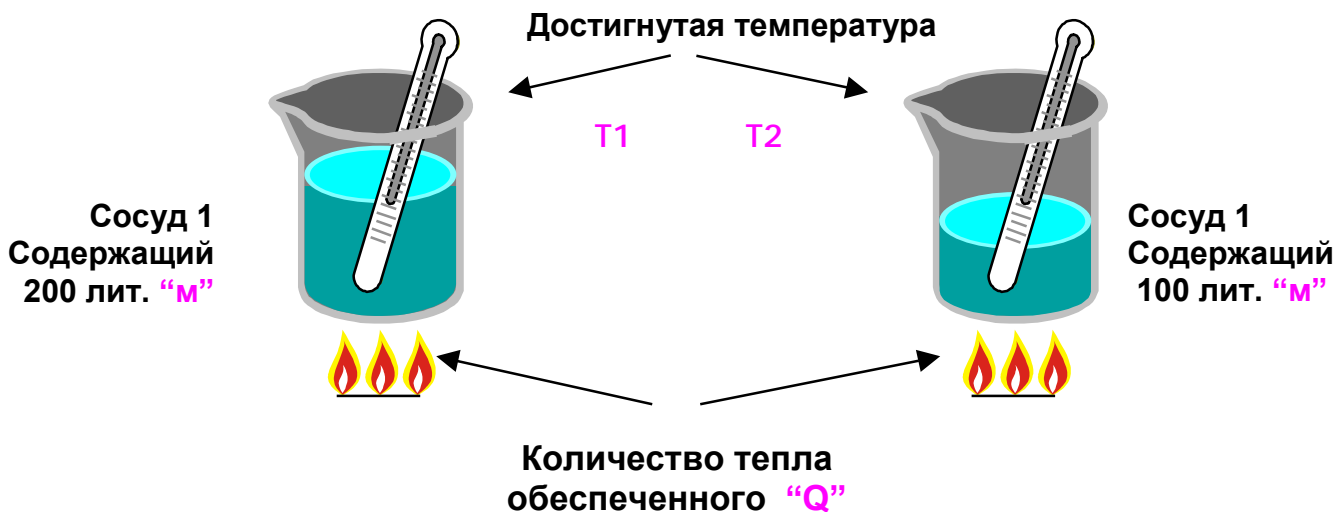 Достигнутая температура
T1
T2
Сосуд 1
Содержащий
200 лит. “м”
Сосуд 1
Содержащий
100 лит. “м”
Количество тепла
обеспеченного “Q”